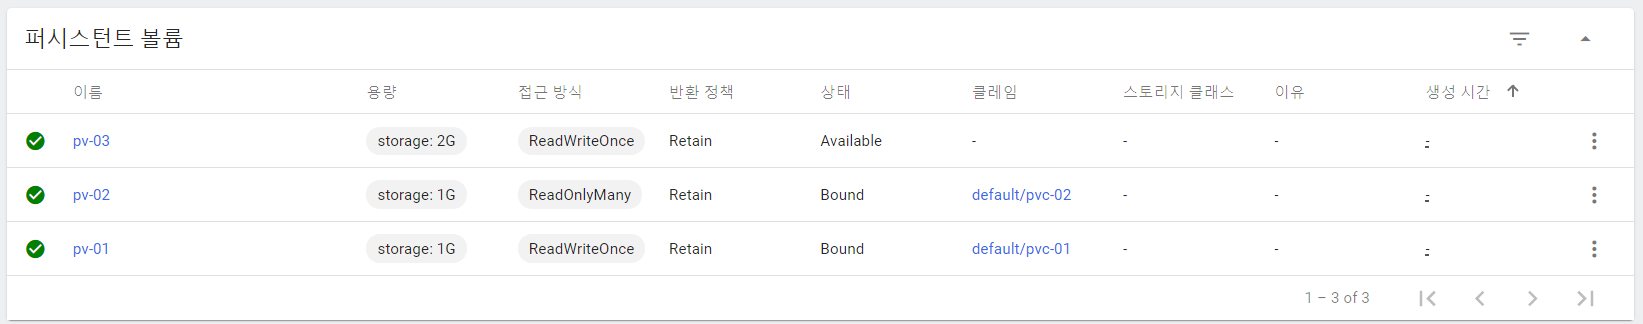 퍼시스턴트 볼륨
이름 용량 접근 방식 반환 정책 상태 클레임 스토리지 클래스 이유 생성 시간
pv-03 storage: 2G ReadWriteOnce Retain Available - - - -
pv-02 storage: 1G ReadOnlyMany Retain Bound default/pvc-02 - - -
pv-01 storage: 1G ReadWriteOnce Retain Bound default/pvc-01 - - -
1 – 3 of 3